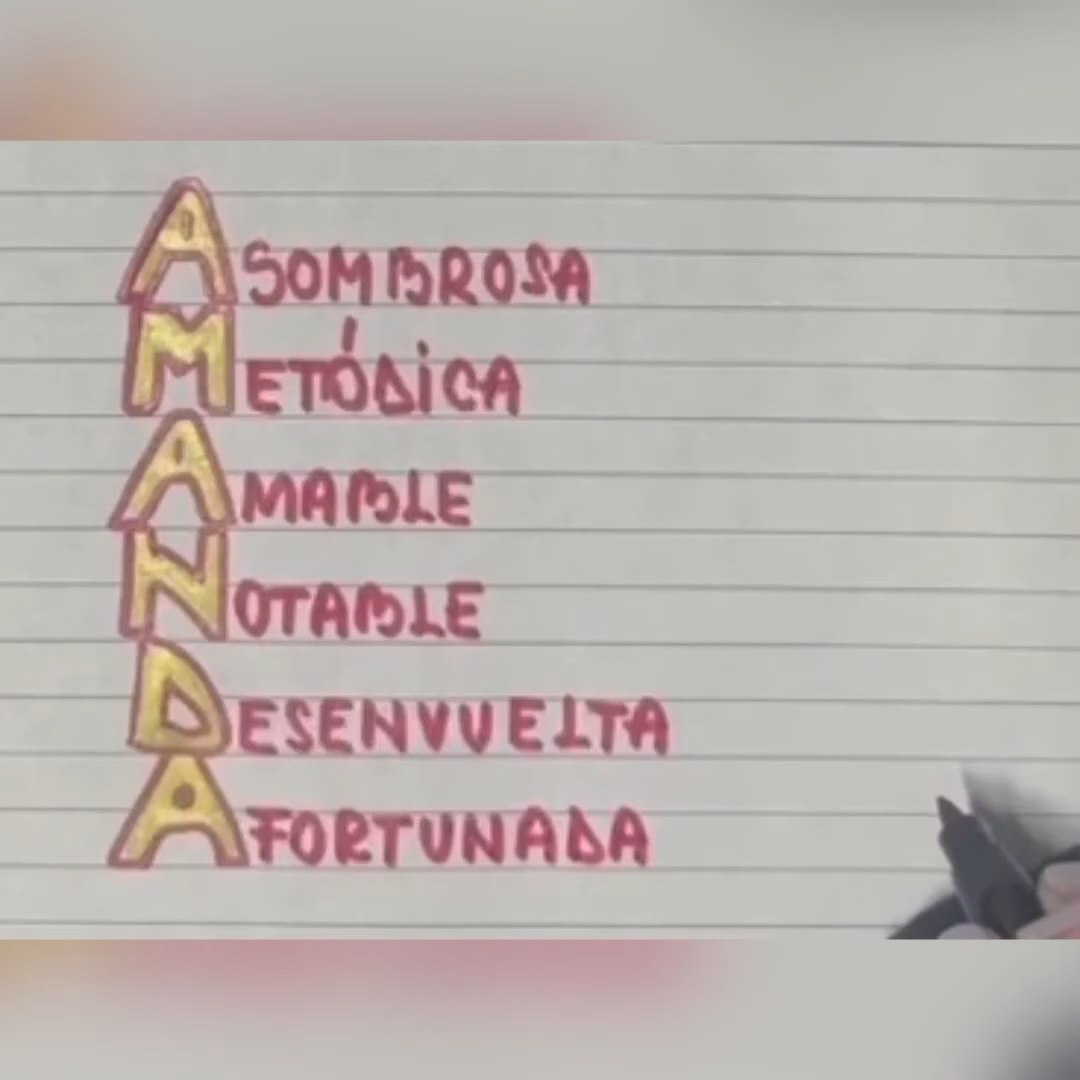 ASOMBROSA
METÓDICA
AMABLE
NOTABLE
DESENVUELTA
AFORTUNADA